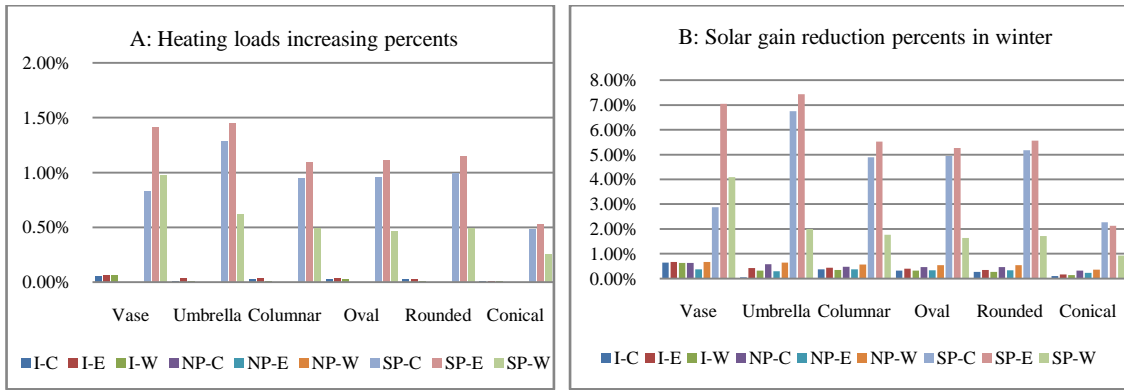 A: Heating loads increasing percents
2.00%
1.50%
1.00%
0.50%
0.00%
Vase Umbrella Columnar Oval Rounded Conical
I-C I-E I-W NP-C NP-E NP-W SP-C SP-E SP-W
B: Solar gain reduction percents in winter
8.00%
7.00%
6.00%
5.00%
4.00%
3.00%
2.00%
1.00%
0.00%
Vase Umbrella Columnar Oval Rounded Conical
I-C I-E I-W NP-C NP-E NP-W SP-C SP-E SP-W